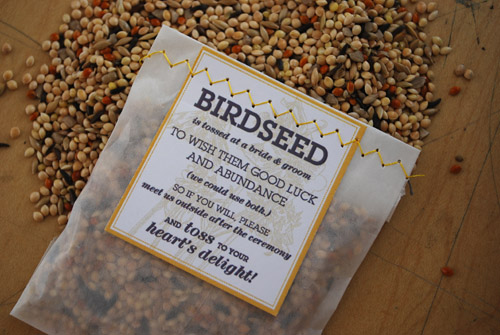 BIRDSEED
is tossed at a bride & groom
TO WISH THEM GOOD LUCK
AND ABUNDANCE
(we could use both.)
SO IF YOU WILL, PLEASE
meet us outside after the ceremony
AND toss TO YOUR
heart's delight!